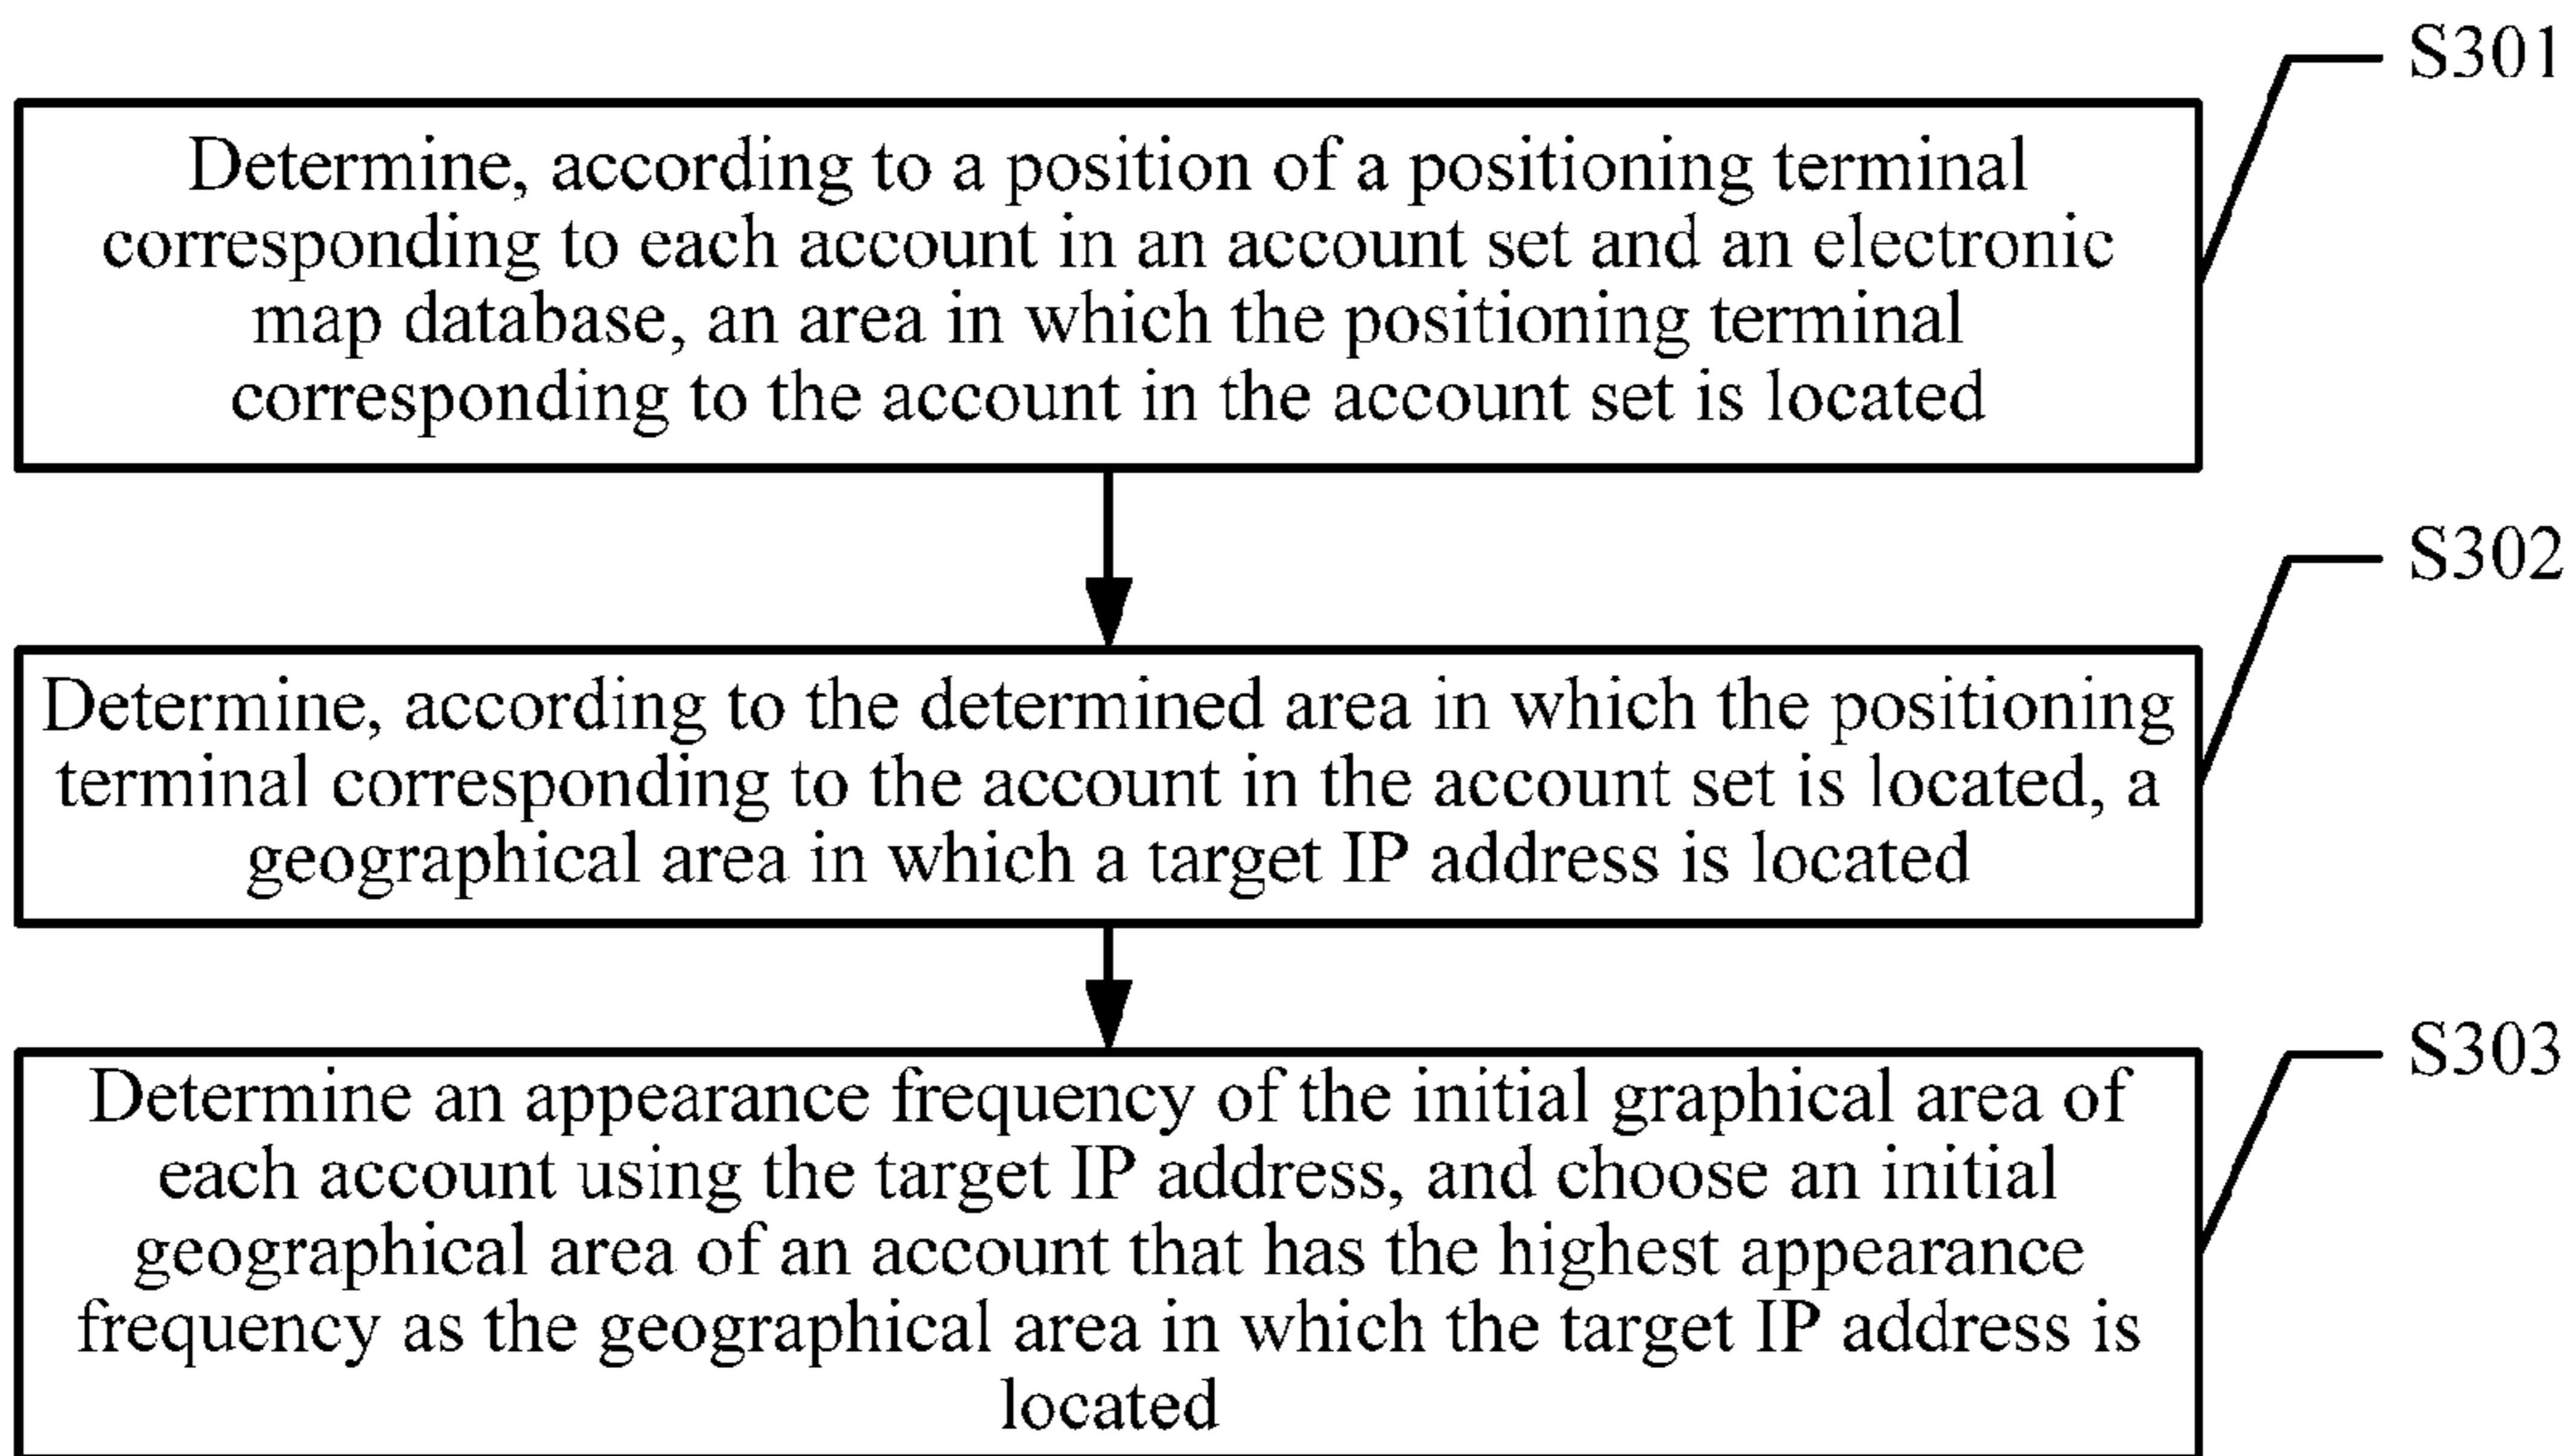 S301
Determine, according to a position of a positioning terminal
corresponding to each account in an account set and an electronic
map database, an area in which the positioning terminal
corresponding to the account in the account set is located
S302
Determine, according to the determined area in which the positioning
terminal corresponding to the account in the account set is located, a
geographical area in which a target IP address is located
S303
Determine an appearance frequency of the initial graphical area of
each account using the target IP address, and choose an initial
geographical area of an account that has the highest appearance
frequency as the geographical area in which the target IP address is
located